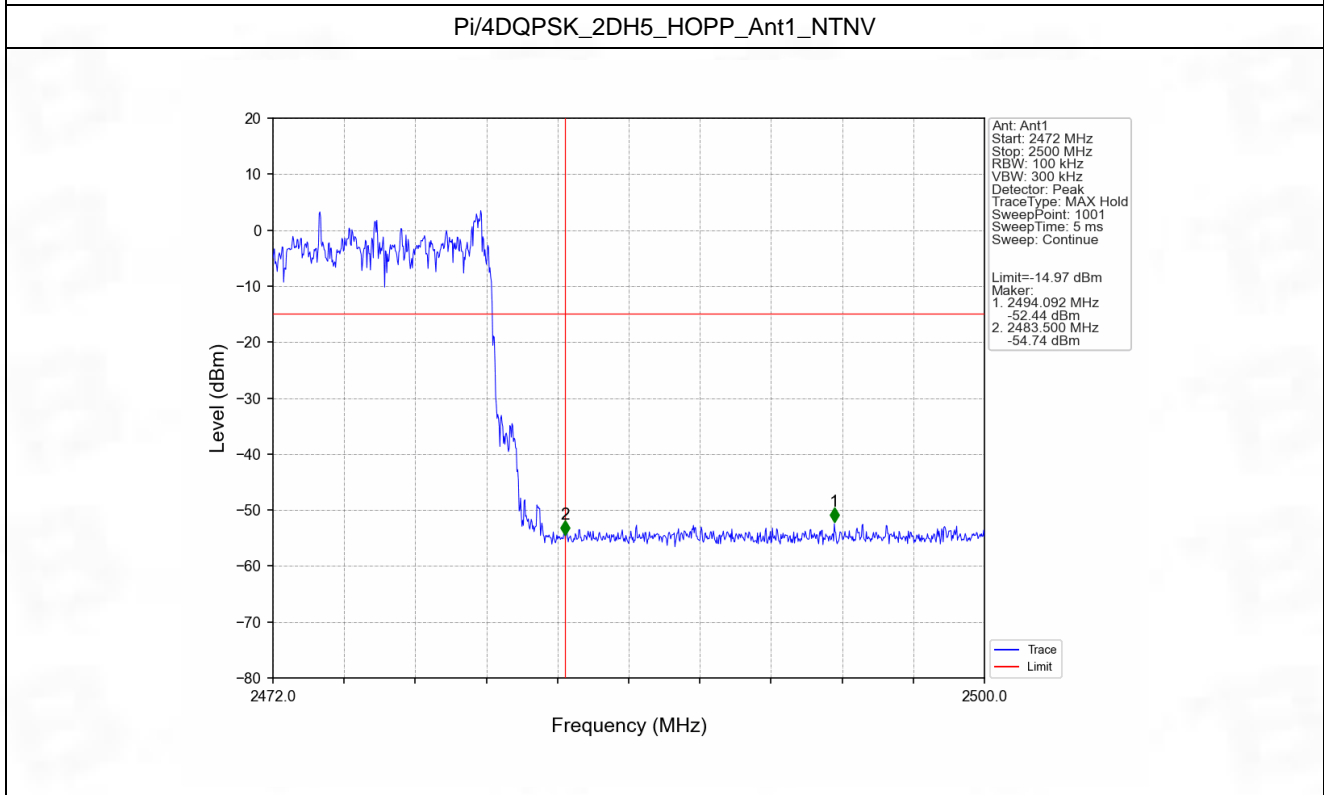 Pi/4DQPSK_2DH5_HOPP_Ant1_NTNV
20
10
0
−10
−20
−30
−40
−50
−60
−70
−80
Level (dBm)
2472.0
2500.0
Frequency (MHz)
2
1
Ant: Ant1
Start: 2472 MHz
Stop: 2500 MHz
RBW: 100 kHz
VBW: 300 kHz
Detector: Peak
TraceType: MAX Hold
SweepPoint: 1001
SweepTime: 5 ms
Sweep: Continue
Limit=-14.97 dBm
Maker:
1. 2494.092 MHz
-52.44 dBm
2. 2483.500 MHz
-54.74 dBm
Trace
Limit